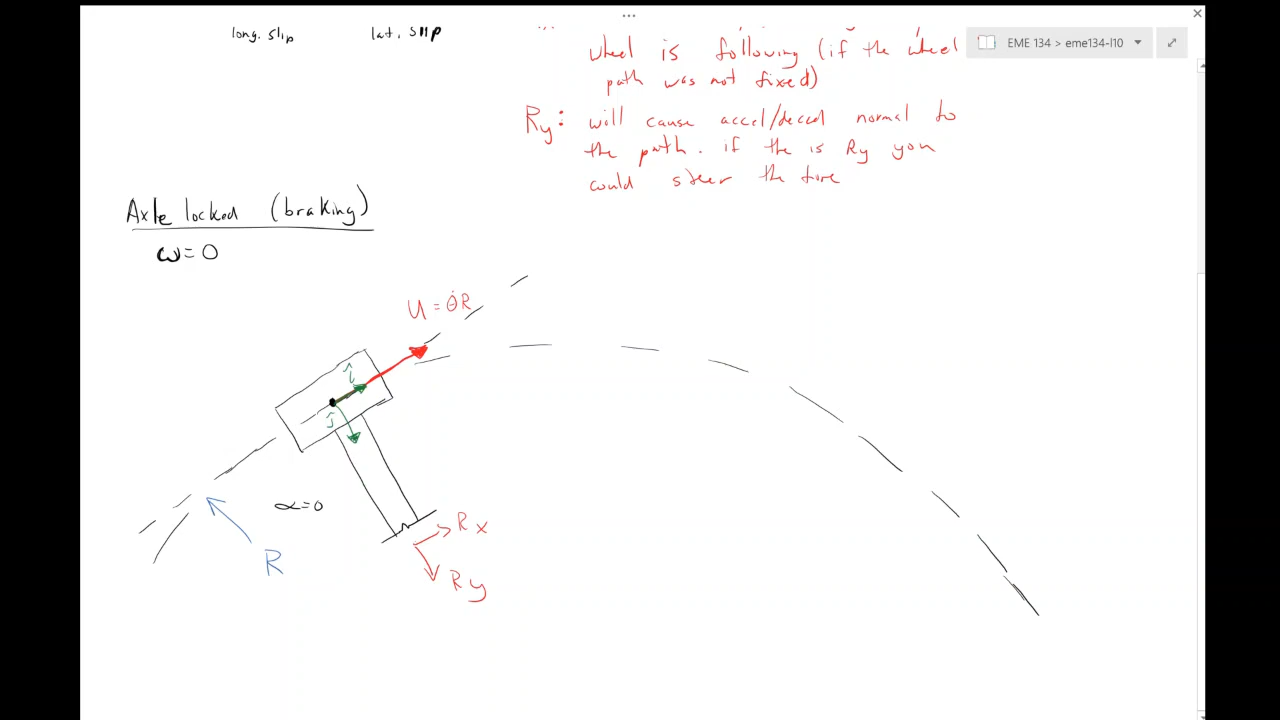 EME 134 > eme134-l10
long. slip
lat. slip
wheel is following (if the wheel
path was not fixed)
Ry: will cause accel/decel normal to
the path. if the is Ry you
could steer the tire
Axle locked (braking)
ω=0
U = θ̇R
î
ĵ
α=0
R
Rx
Ry